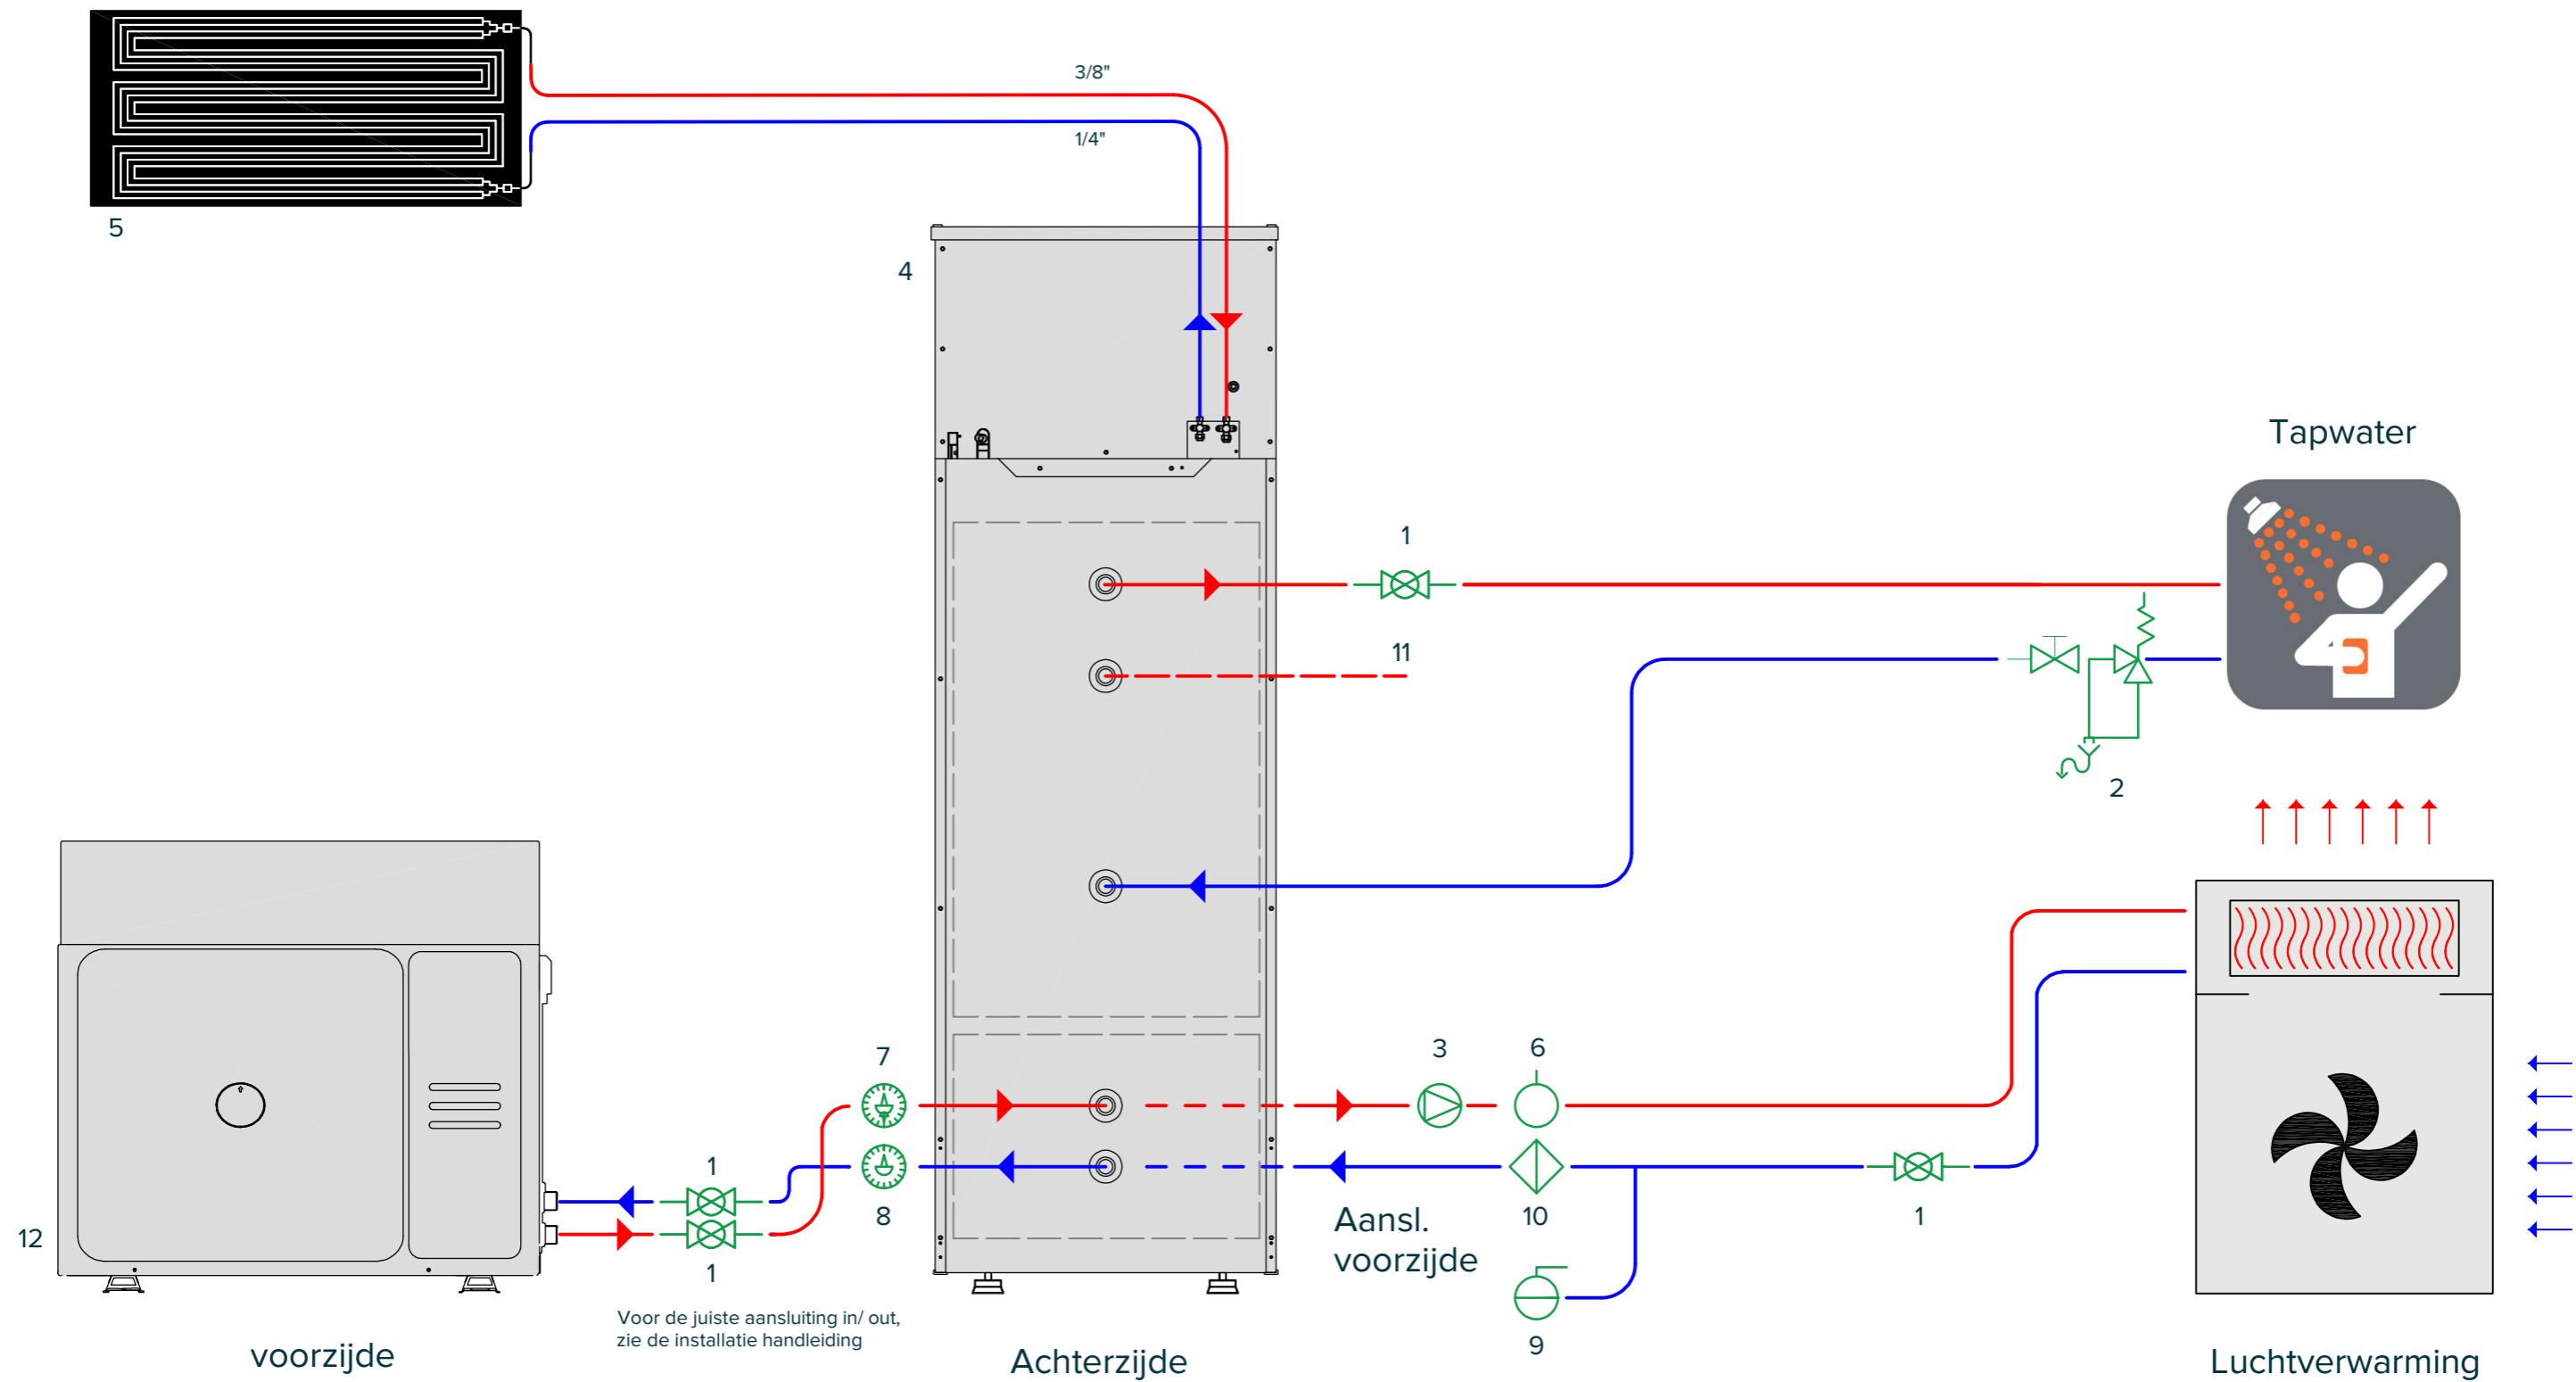 3/8"
1/4"
5
4
Tapwater
1
11
2
7
3
6
1
8
10
1
12
1
Aansl.
voorzijde
Voor de juiste aansluiting in/ out,
zie de installatie handleiding
9
voorzijde
Achterzijde
Luchtverwarming